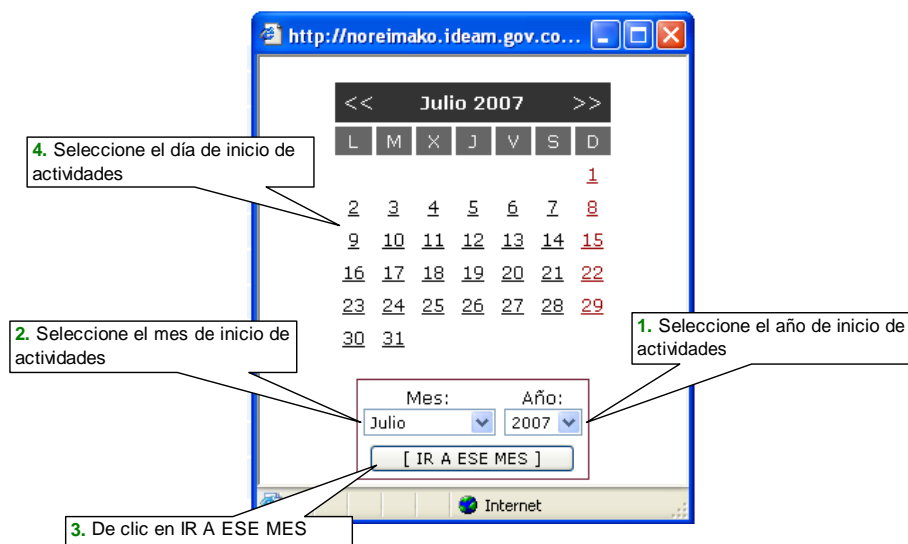 http://noreimako.ideam.gov.co...
<< Julio 2007 >>
L M X J V S D
1
2 3 4 5 6 7 8
9 10 11 12 13 14 15
16 17 18 19 20 21 22
23 24 25 26 27 28 29
30 31
4. Seleccione el día de inicio de
actividades
2. Seleccione el mes de inicio de
actividades
1. Seleccione el año de inicio de
actividades
Mes: Año:
Julio 2007
[ IR A ESE MES ]
Internet
3. De clic en IR A ESE MES